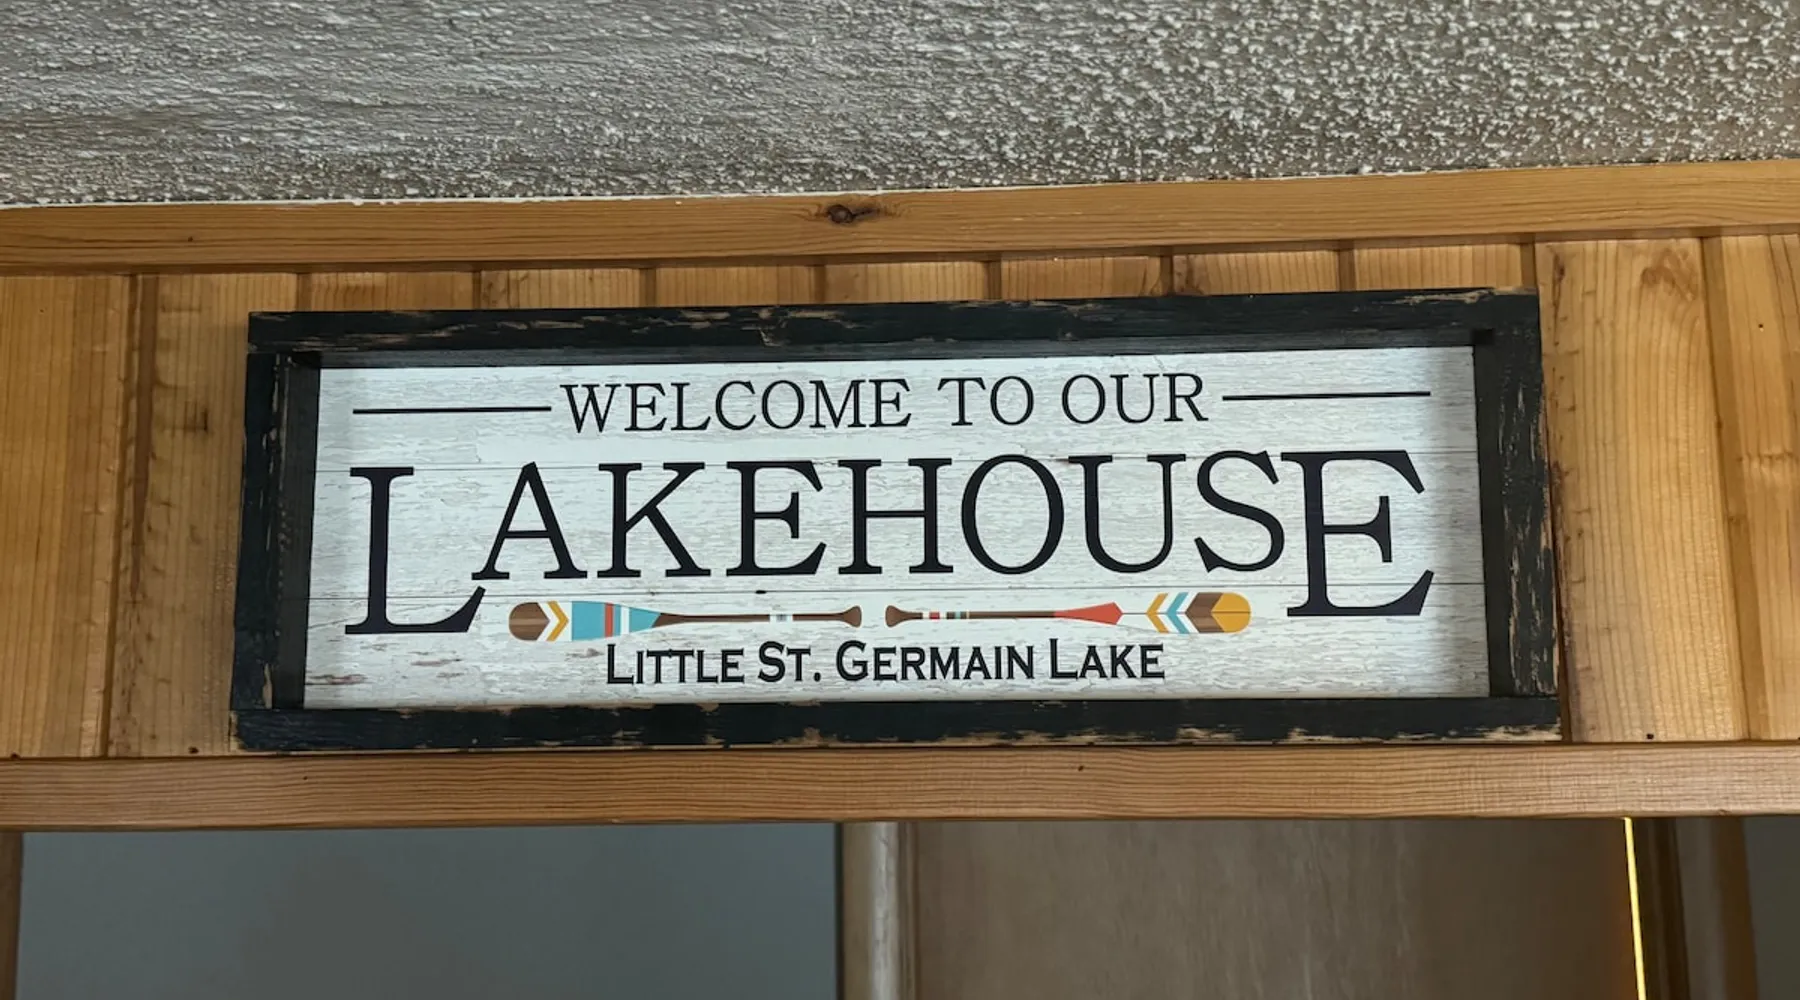 WELCOME TO OUR
LAKEHOUSE
LITTLE ST. GERMAIN LAKE